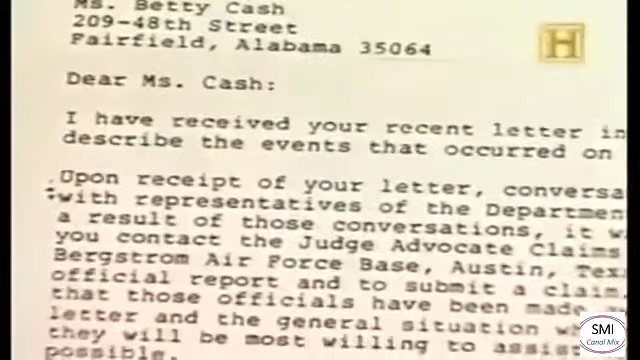 Ms. Betty Cash
209-48th Street
Fairfield, Alabama 35064
H
Dear Ms. Cash:
I have received your recent letter in
describe the events that occurred on
Upon receipt of your letter, conversa
with representatives of the Departmen
a result of those conversations, it w
you contact the Judge Advocate Claims
Bergstrom Air Force Base, Austin, Tex
official report and to submit a claim.
that those officials have been made
letter and the general situation w
they will be most willing to assis
possible.
SMI
Canal Mix